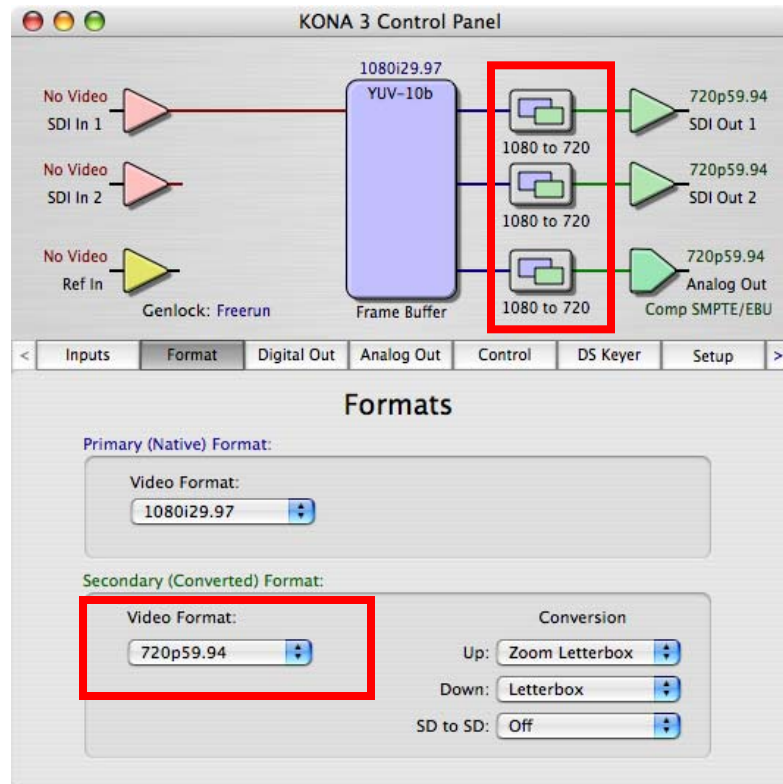 KONA 3 Control Panel
1080i29.97
YUV-10b
No Video
SDI In 1
1080 to 720
720p59.94
SDI Out 1
No Video
SDI In 2
1080 to 720
720p59.94
SDI Out 2
No Video
Ref In
Genlock: Freerun
Frame Buffer
1080 to 720
720p59.94
Analog Out
Comp SMPTE/EBU
< Inputs Format Digital Out Analog Out Control DS Keyer Setup >
Formats
Primary (Native) Format:
Video Format:
1080i29.97
Secondary (Converted) Format:
Video Format:
720p59.94
Conversion
Up: Zoom Letterbox
Down: Letterbox
SD to SD: Off